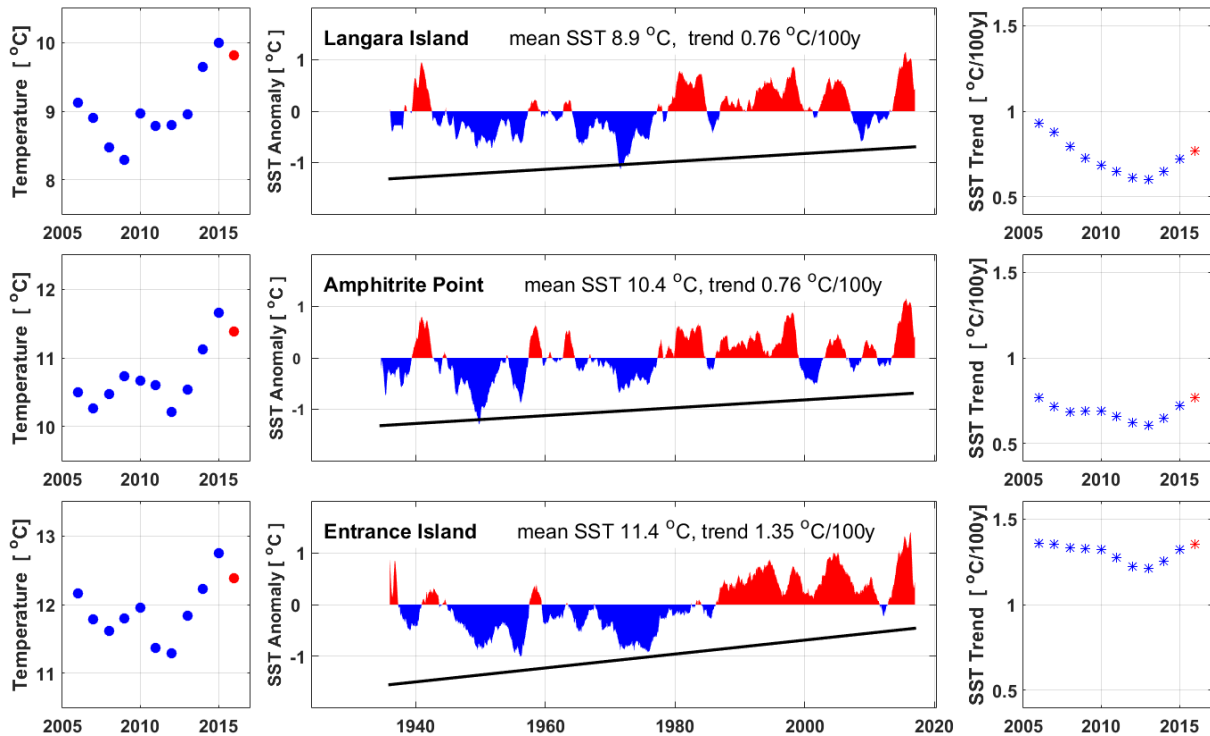 Temperature [ °C]
10
9
8
2005 2010 2015
SST Anomaly [ °C ]
1
0
-1
Langara Island mean SST 8.9 °C, trend 0.76 °C/100y
SST Trend [ °C/100y]
1.5
1
0.5
2005 2010 2015
Temperature [ °C]
12
11
10
2005 2010 2015
SST Anomaly [ °C ]
1
0
-1
Amphitrite Point mean SST 10.4 °C, trend 0.76 °C/100y
SST Trend [ °C/100y]
1.5
1
0.5
2005 2010 2015
Temperature [ °C]
13
12
11
2005 2010 2015
SST Anomaly [ °C ]
1
0
-1
Entrance Island mean SST 11.4 °C, trend 1.35 °C/100y
1940 1960 1980 2000 2020
SST Trend [ °C/100y]
1.5
1
0.5
2005 2010 2015